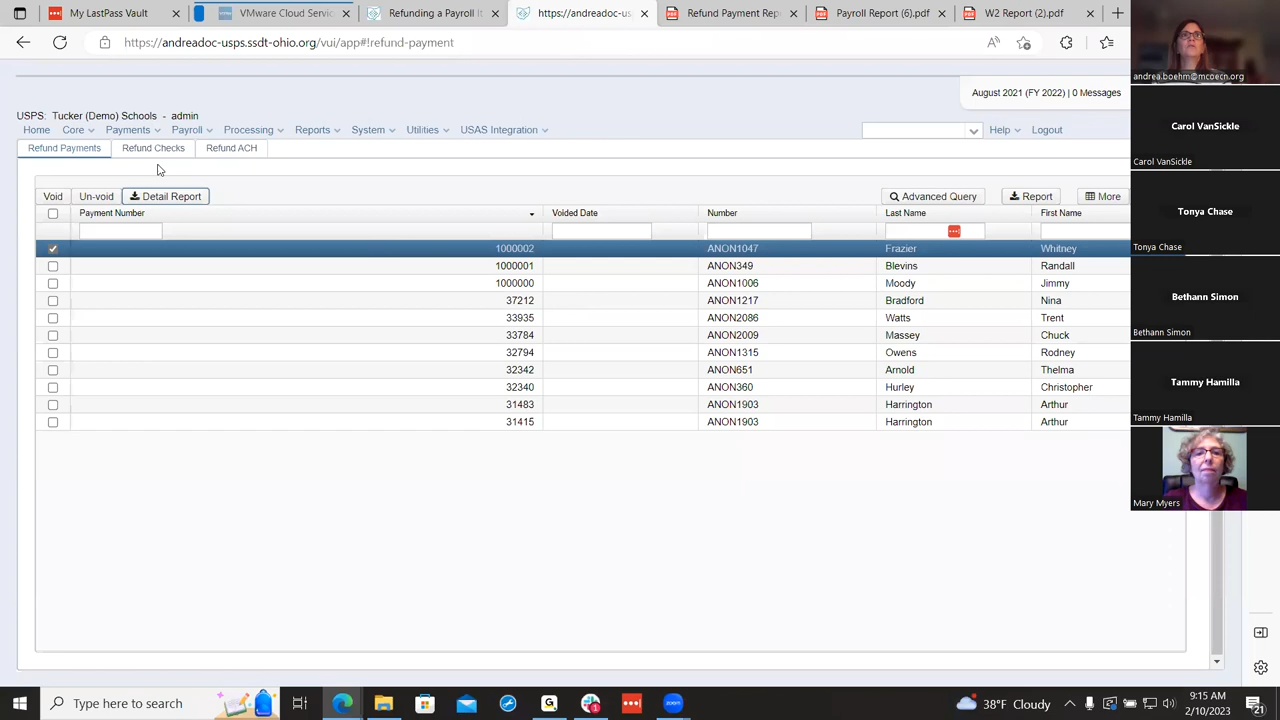 My LastPass Vault
VMware Cloud Servic
Refunding a Payroll It
https://andreadoc-us
Refund Payment Rep
Payroll Report (6).pdf
W2 Report (2).pdf
https://andreadoc-usps.ssdt-ohio.org/vui/app#!refund-payment
andrea.boehm@mcoecn.org
August 2021 (FY 2022) | 0 Messages
USPS: Tucker (Demo) Schools - admin
Home Core Payments Payroll Processing Reports System Utilities USAS Integration Help Logout
Refund Payments Refund Checks Refund ACH
Void Un-void Detail Report Advanced Query Report More
Payment Number Voided Date Number Last Name First Name
1000002 ANON1047 Frazier Whitney
1000001 ANON349 Blevins Randall
1000000 ANON1006 Moody Jimmy
37212 ANON1217 Bradford Nina
33935 ANON2086 Watts Trent
33784 ANON2009 Massey Chuck
32794 ANON1315 Owens Rodney
32342 ANON651 Arnold Thelma
32340 ANON360 Hurley Christopher
31483 ANON1903 Harrington Arthur
31415 ANON1903 Harrington Arthur
Carol VanSickle
Carol VanSickle
Tonya Chase
Tonya Chase
Bethann Simon
Bethann Simon
Tammy Hamilla
Tammy Hamilla
Mary Myers
Type here to search
zoom
38°F Cloudy
9:15 AM
2/10/2023
21